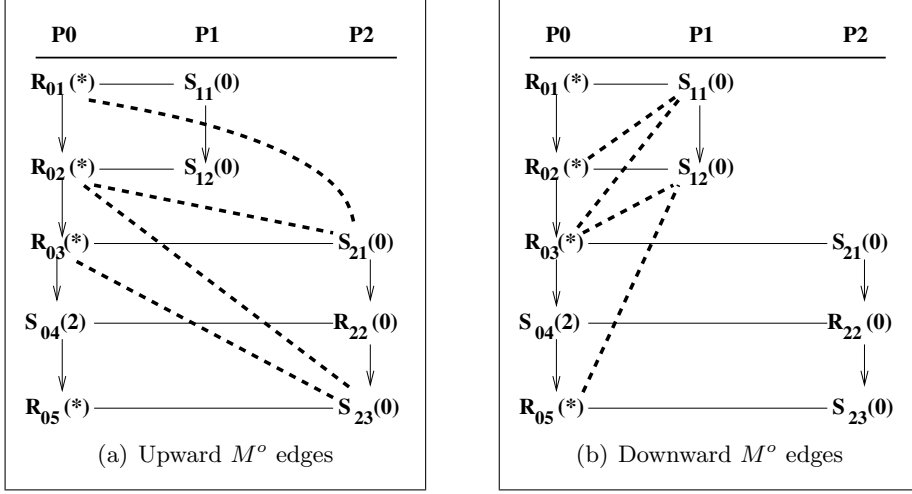 P0 P1 P2
R01(*) S11(0)
R02(*) S12(0)
R03(*) S21(0)
S04(2) R22(0)
R05(*) S23(0)
(a) Upward M^o edges
P0 P1 P2
R01(*) S11(0)
R02(*) S12(0)
R03(*) S21(0)
S04(2) R22(0)
R05(*) S23(0)
(b) Downward M^o edges